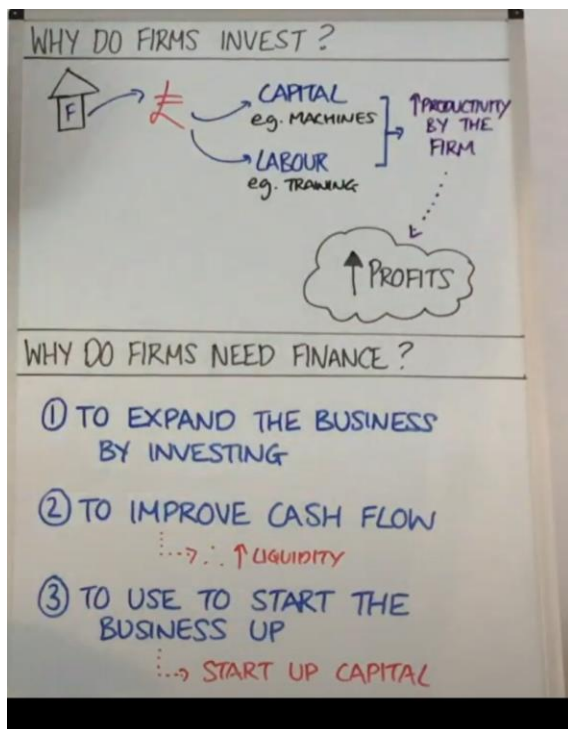 WHY DO FIRMS INVEST?
F
£
CAPITAL
e.g. MACHINES
LABOUR
e.g. TRAINING
↑PRODUCTIVITY
BY THE
FIRM
↑ PROFITS
WHY DO FIRMS NEED FINANCE?
① TO EXPAND THE BUSINESS
BY INVESTING
② TO IMPROVE CASH FLOW
∴ ↑ LIQUIDITY
③ TO USE TO START THE
BUSINESS UP
START UP CAPITAL